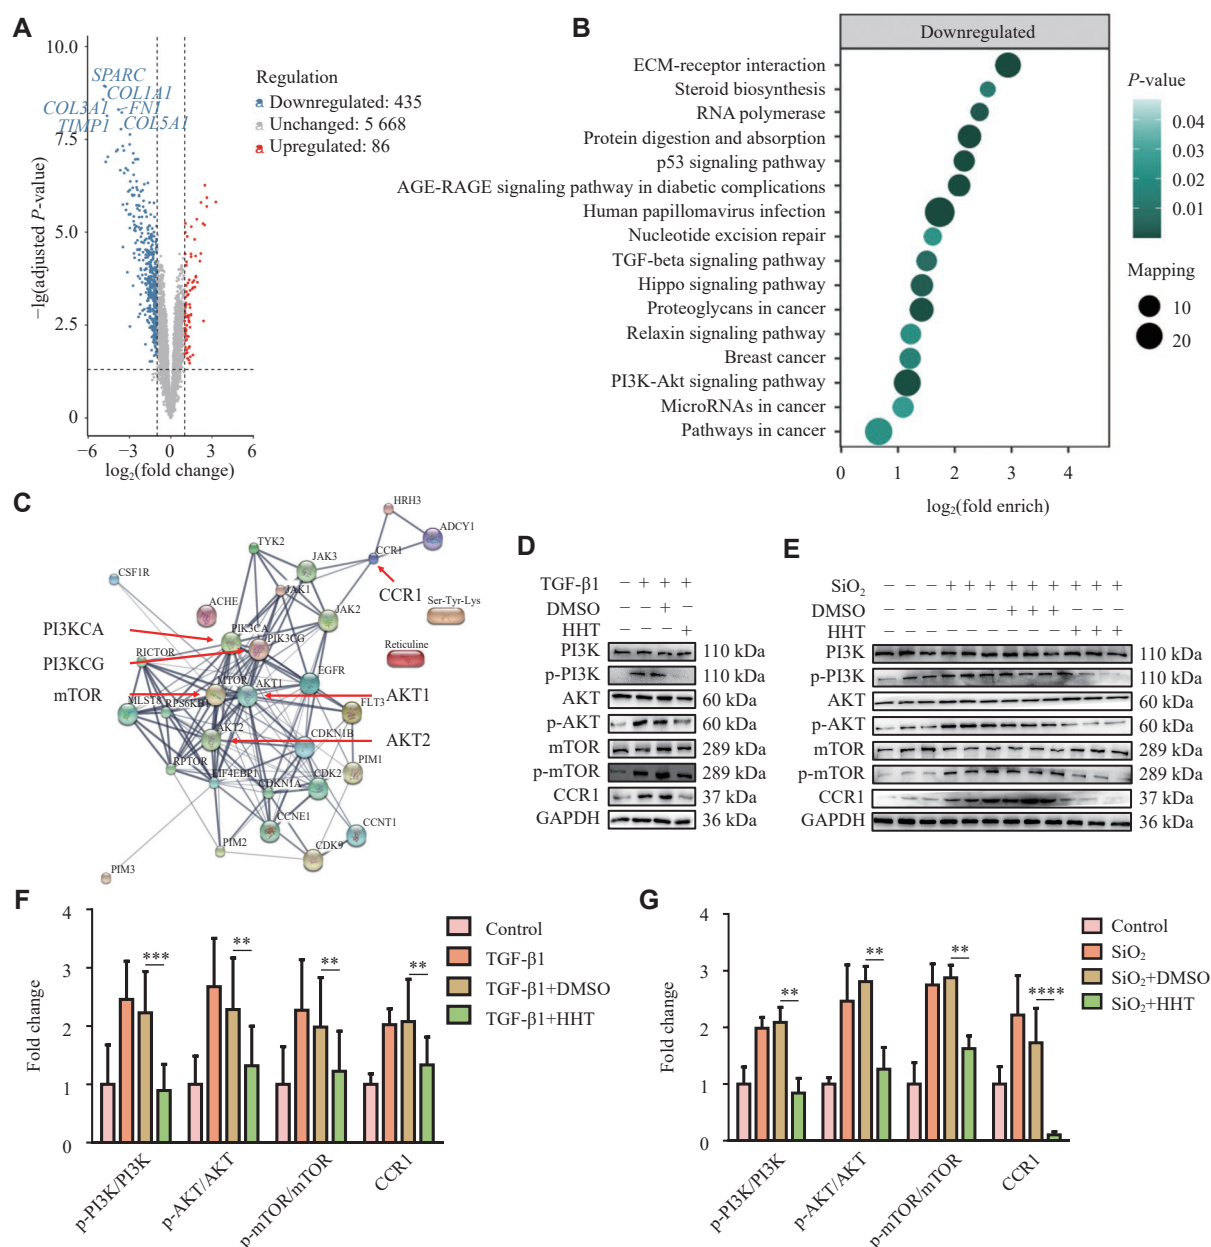 A
10.0
7.5
5.0
2.5
0
−6
−3
0
3
6
−lg(adjusted P-value)
log₂(fold change)
SPARC
COL1A1
COL3A1
FN1
TIMP1
COL5A1
Regulation
Downregulated: 435
Unchanged: 5 668
Upregulated: 86
B
Downregulated
ECM-receptor interaction
Steroid biosynthesis
RNA polymerase
Protein digestion and absorption
p53 signaling pathway
AGE-RAGE signaling pathway in diabetic complications
Human papillomavirus infection
Nucleotide excision repair
TGF-beta signaling pathway
Hippo signaling pathway
Proteoglycans in cancer
Relaxin signaling pathway
Breast cancer
PI3K-Akt signaling pathway
MicroRNAs in cancer
Pathways in cancer
0 1 2 3 4
log₂(fold enrich)
P-value
0.04
0.03
0.02
0.01
Mapping
10
20
C
HRH3
ADCY1
TYK2
CCR1
JAK3
CSF1R
JAK1
CCR1
ACHE
JAK2
Ser-Tyr-Lys
PI3KCA
PIK3CA
PIK3CG
PI3KCG
RICTOR
Reticuline
EGFR
mTOR
MTOR
AKT1
AKT1
MLST8
RPS6KB1
FLT3
AKT2
CDKN1B
AKT2
RPTOR
EIF4EBP1
PIM1
CDK2
CDKN1A
CCNE1
CCNT1
PIM2
CDK9
PIM3
D
TGF-β1 − + + +
DMSO − − + −
HHT − − − +
PI3K 110 kDa
p-PI3K 110 kDa
AKT 60 kDa
p-AKT 60 kDa
mTOR 289 kDa
p-mTOR 289 kDa
CCR1 37 kDa
GAPDH 36 kDa
E
SiO₂ − − − + + + + + + + + +
DMSO − − − − − − + + + − − −
HHT − − − − − − − − − + + +
PI3K 110 kDa
p-PI3K 110 kDa
AKT 60 kDa
p-AKT 60 kDa
mTOR 289 kDa
p-mTOR 289 kDa
CCR1 37 kDa
GAPDH 36 kDa
F
4
3
2
1
0
Fold change
***
**
**
**
p-PI3K/PI3K
p-AKT/AKT
p-mTOR/mTOR
CCR1
Control
TGF-β1
TGF-β1+DMSO
TGF-β1+HHT
G
4
3
2
1
0
Fold change
**
**
**
****
p-PI3K/PI3K
p-AKT/AKT
p-mTOR/mTOR
CCR1
Control
SiO₂
SiO₂+DMSO
SiO₂+HHT